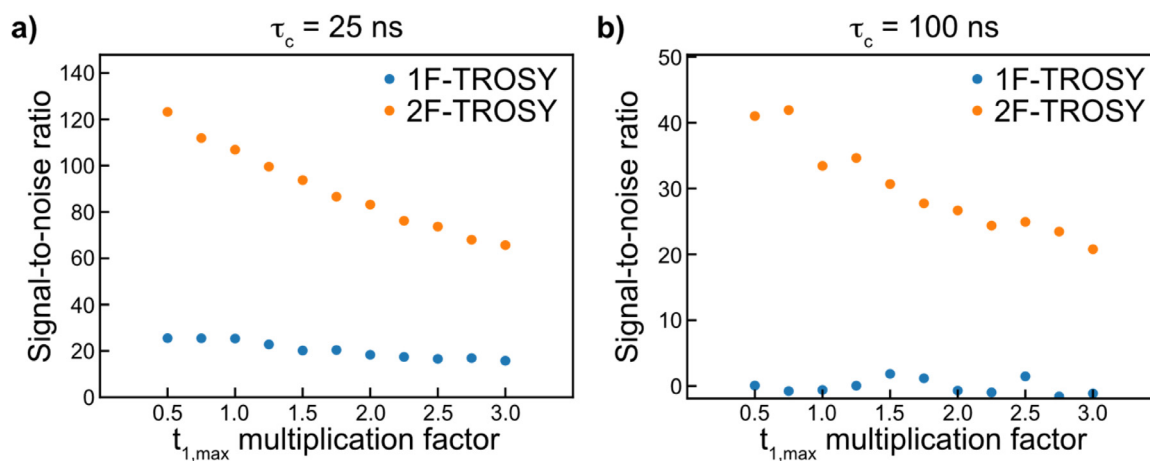 a)
τc = 25 ns
Signal-to-noise ratio
140
120
100
80
60
40
20
0
1F-TROSY
2F-TROSY
0.5 1.0 1.5 2.0 2.5 3.0
t1,max multiplication factor
b)
τc = 100 ns
Signal-to-noise ratio
50
40
30
20
10
0
1F-TROSY
2F-TROSY
0.5 1.0 1.5 2.0 2.5 3.0
t1,max multiplication factor